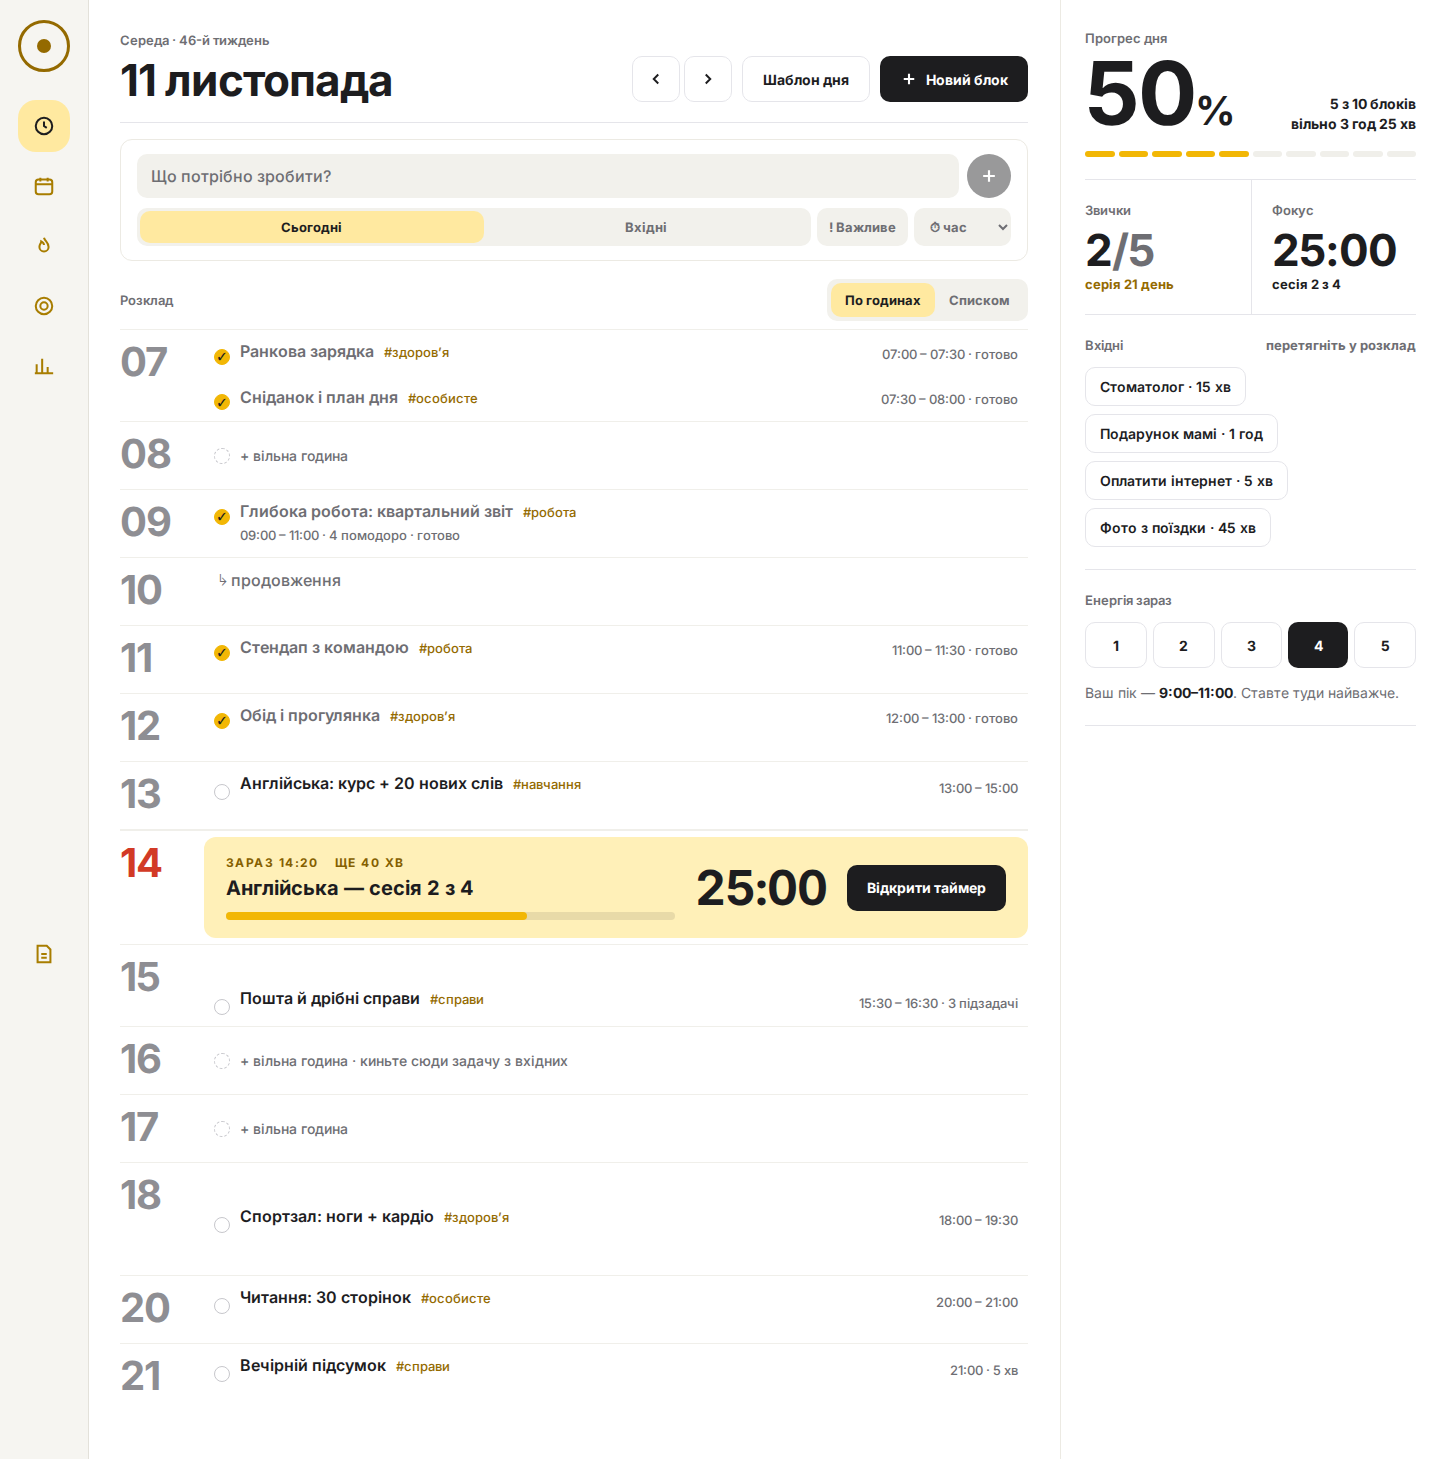 Середа · 46-й тиждень
11 листопада
Шаблон дня
+ Новий блок
Що потрібно зробити?
+
Сьогодні
Вхідні
! Важливе
⏱ час
Розклад
По годинах
Списком
07
✓ Ранкова зарядка #здоров’я
07:00 – 07:30 · готово
✓ Сніданок і план дня #особисте
07:30 – 08:00 · готово
08
+ вільна година
09
✓ Глибока робота: квартальний звіт #робота
09:00 – 11:00 · 4 помодоро · готово
10
↳ продовження
11
✓ Стендап з командою #робота
11:00 – 11:30 · готово
12
✓ Обід і прогулянка #здоров’я
12:00 – 13:00 · готово
13
Англійська: курс + 20 нових слів #навчання
13:00 – 15:00
14
ЗАРАЗ 14:20 ЩЕ 40 ХВ
Англійська — сесія 2 з 4
25:00
Відкрити таймер
15
Пошта й дрібні справи #справи
15:30 – 16:30 · 3 підзадачі
16
+ вільна година · киньте сюди задачу з вхідних
17
+ вільна година
18
Спортзал: ноги + кардіо #здоров’я
18:00 – 19:30
20
Читання: 30 сторінок #особисте
20:00 – 21:00
21
Вечірній підсумок #справи
21:00 · 5 хв
Прогрес дня
50%
5 з 10 блоків
вільно 3 год 25 хв
Звички
2/5
серія 21 день
Фокус
25:00
сесія 2 з 4
Вхідні
перетягніть у розклад
Стоматолог · 15 хв
Подарунок мамі · 1 год
Оплатити інтернет · 5 хв
Фото з поїздки · 45 хв
Енергія зараз
1 2 3 4 5
Ваш пік — 9:00–11:00. Ставте туди найважче.